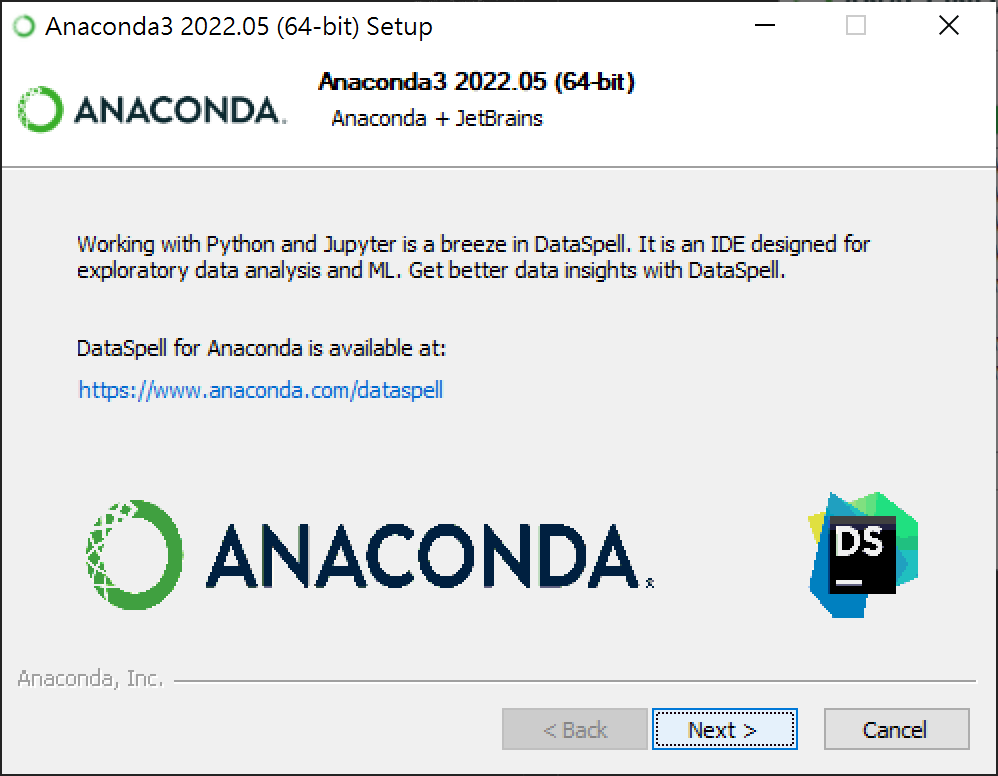 Anaconda3 2022.05 (64-bit) Setup
ANACONDA.
Anaconda3 2022.05 (64-bit)
Anaconda + JetBrains
Working with Python and Jupyter is a breeze in DataSpell. It is an IDE designed for
exploratory data analysis and ML. Get better data insights with DataSpell.
DataSpell for Anaconda is available at:
https://www.anaconda.com/dataspell
ANACONDA.
DS
Anaconda, Inc.
< Back
Next >
Cancel